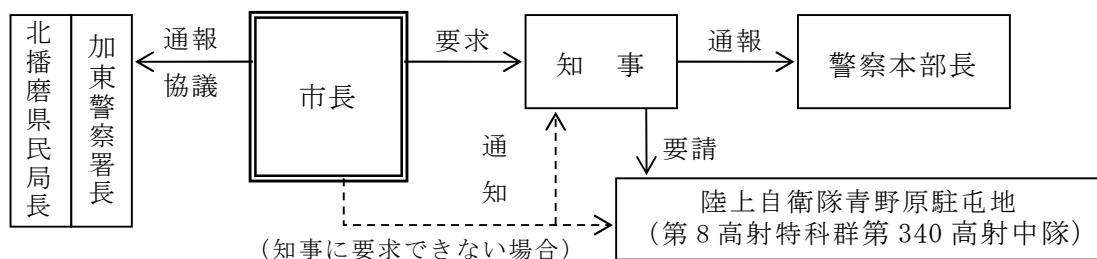 北播磨県民局長
加東警察署長
通報
協議
市長
要求
知　事
通報
警察本部長
通知
要請
陸上自衛隊青野原駐屯地
（第８高射特科群第 340 高射中隊）
（知事に要求できない場合）